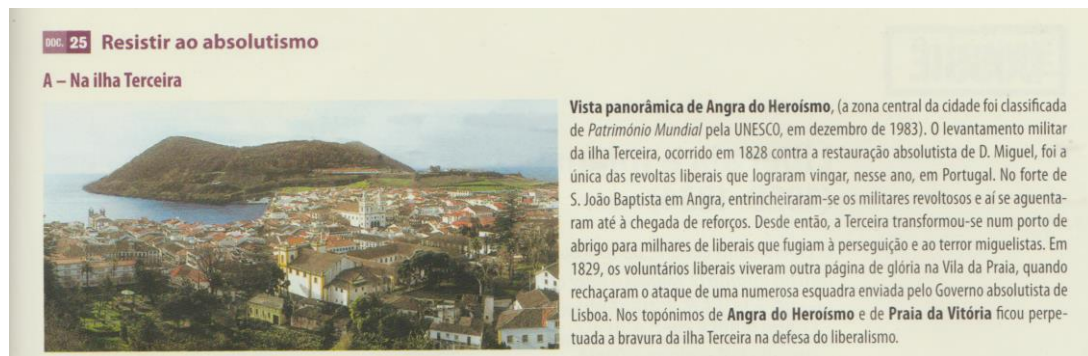 DOC. 25 Resistir ao absolutismo
A – Na ilha Terceira
Vista panorâmica de Angra do Heroísmo, (a zona central da cidade foi classificada
de Património Mundial pela UNESCO, em dezembro de 1983). O levantamento militar
da ilha Terceira, ocorrido em 1828 contra a restauração absolutista de D. Miguel, foi a
única das revoltas liberais que lograram vingar, nesse ano, em Portugal. No forte de
S. João Baptista em Angra, entrincheiraram-se os militares revoltosos e aí se aguenta-
ram até à chegada de reforços. Desde então, a Terceira transformou-se num porto de
abrigo para milhares de liberais que fugiam à perseguição e ao terror miguelistas. Em
1829, os voluntários liberais viveram outra página de glória na Vila da Praia, quando
rechaçaram o ataque de uma numerosa esquadra enviada pelo Governo absolutista de
Lisboa. Nos topónimos de Angra do Heroísmo e de Praia da Vitória ficou perpe-
tuada a bravura da ilha Terceira na defesa do liberalismo.